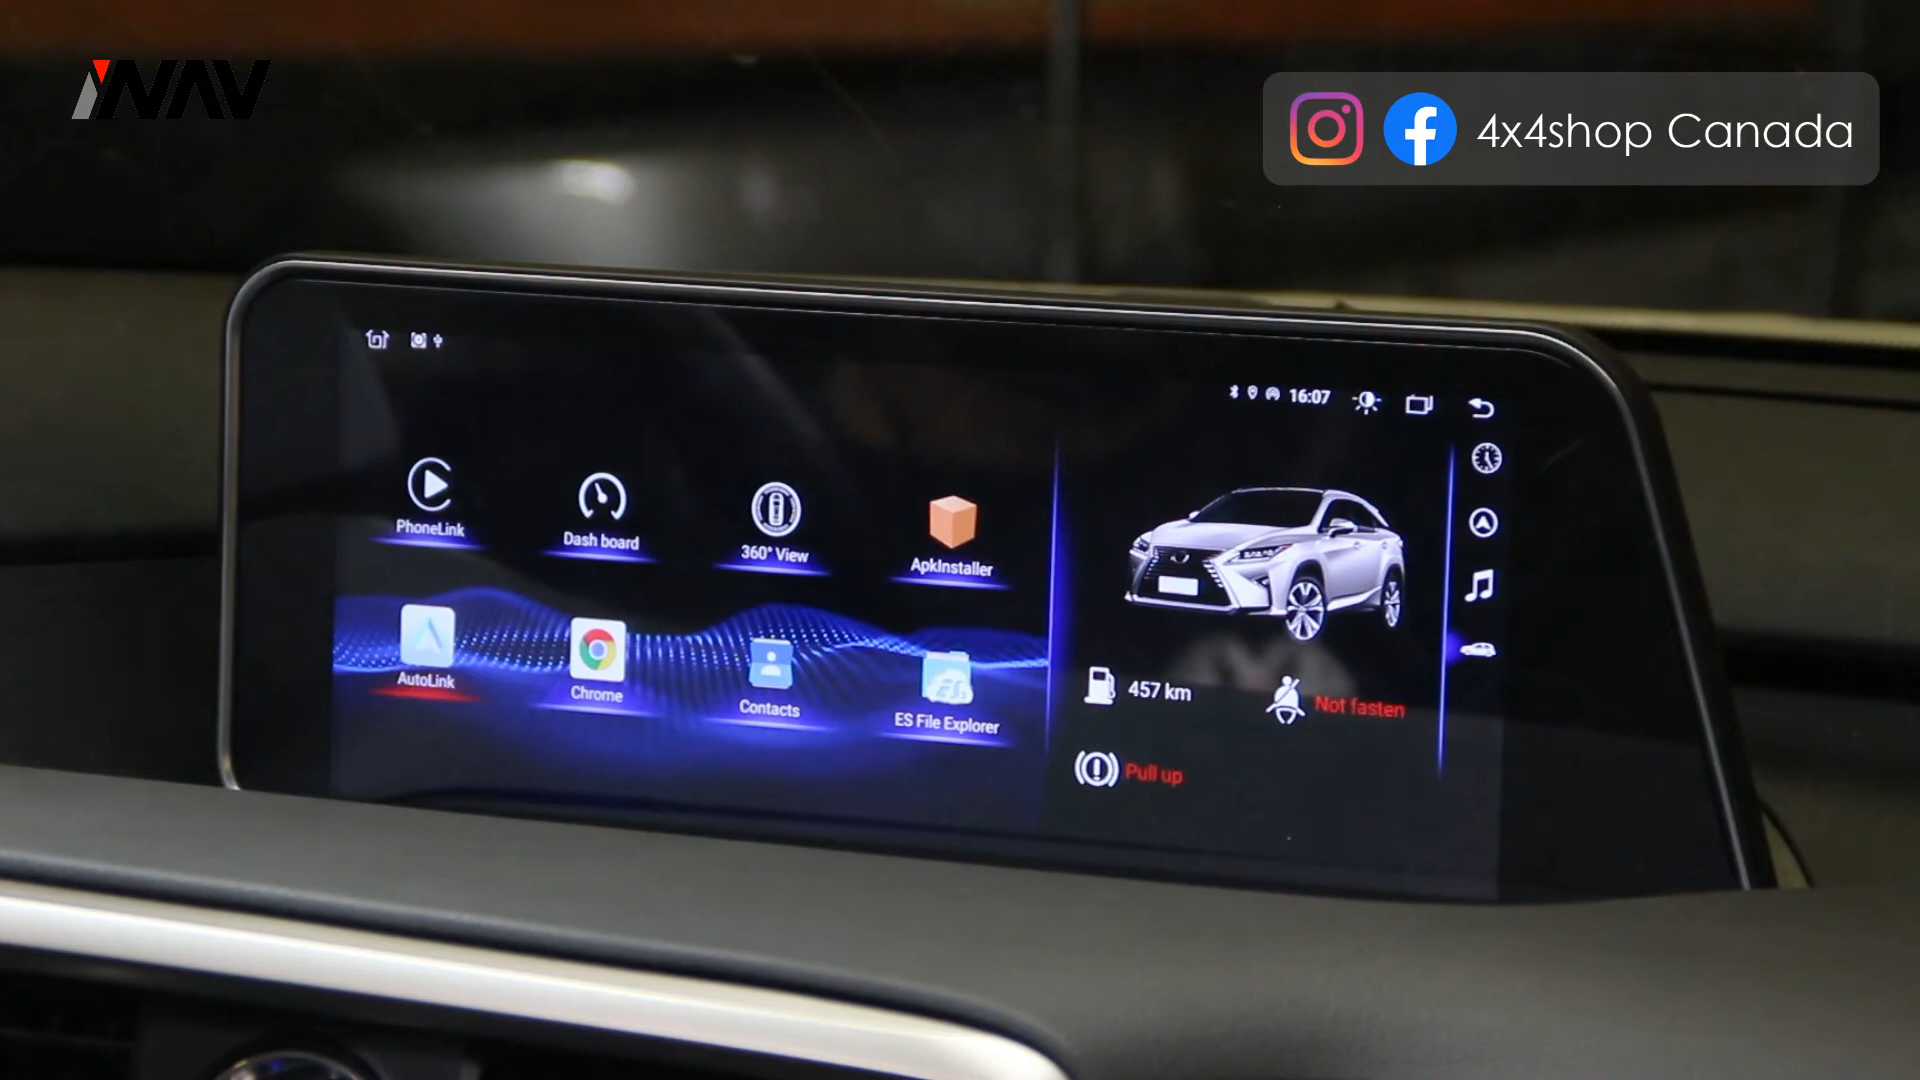 iNAV
4x4shop Canada
16:07
PhoneLink
Dash board
360° View
ApkInstaller
AutoLink
Chrome
Contacts
ES File Explorer
457 km
Not fasten
Pull up